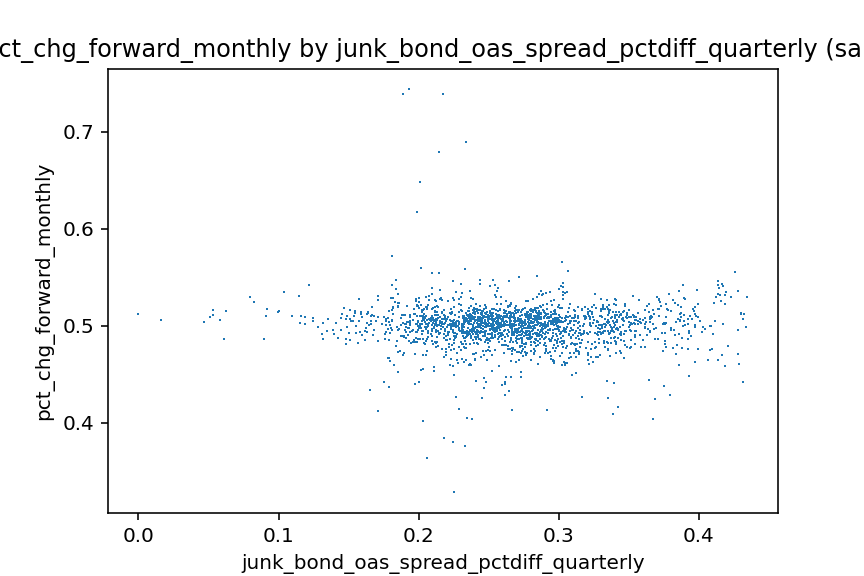 ct_chg_forward_monthly by junk_bond_oas_spread_pctdiff_quarterly (sa
0.7
0.6
0.5
0.4
pct_chg_forward_monthly
0.0 0.1 0.2 0.3 0.4
junk_bond_oas_spread_pctdiff_quarterly